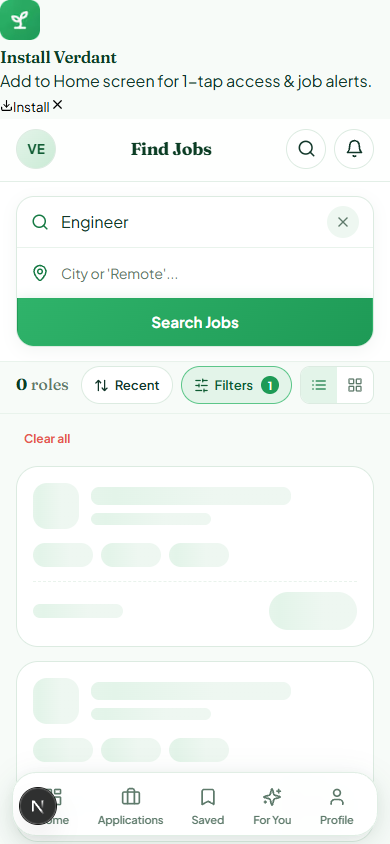 Install Verdant
Add to Home screen for 1-tap access & job alerts.
Install
VE
Find Jobs
Engineer
City or 'Remote'...
Search Jobs
0 roles
Recent
Filters 1
Clear all
N
ome
Applications
Saved
For You
Profile